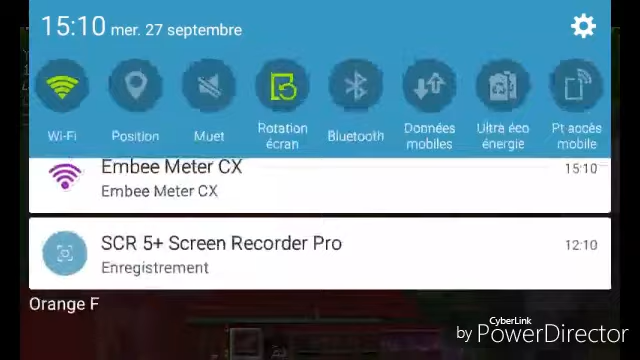 15:10 mer. 27 septembre
Wi-Fi
Position
Muet
Rotation
écran
Bluetooth
Données
mobiles
Ultra éco
énergie
Pt accès
mobile
Embee Meter CX 15:10
Embee Meter CX
SCR 5+ Screen Recorder Pro 12:10
Enregistrement
Orange F
CyberLink
by PowerDirector